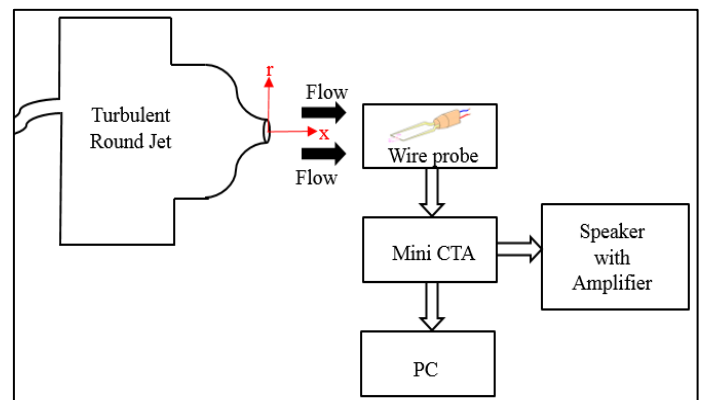 Turbulent
Round Jet
r
x
Flow
Flow
Wire probe
Mini CTA
Speaker
with
Amplifier
PC